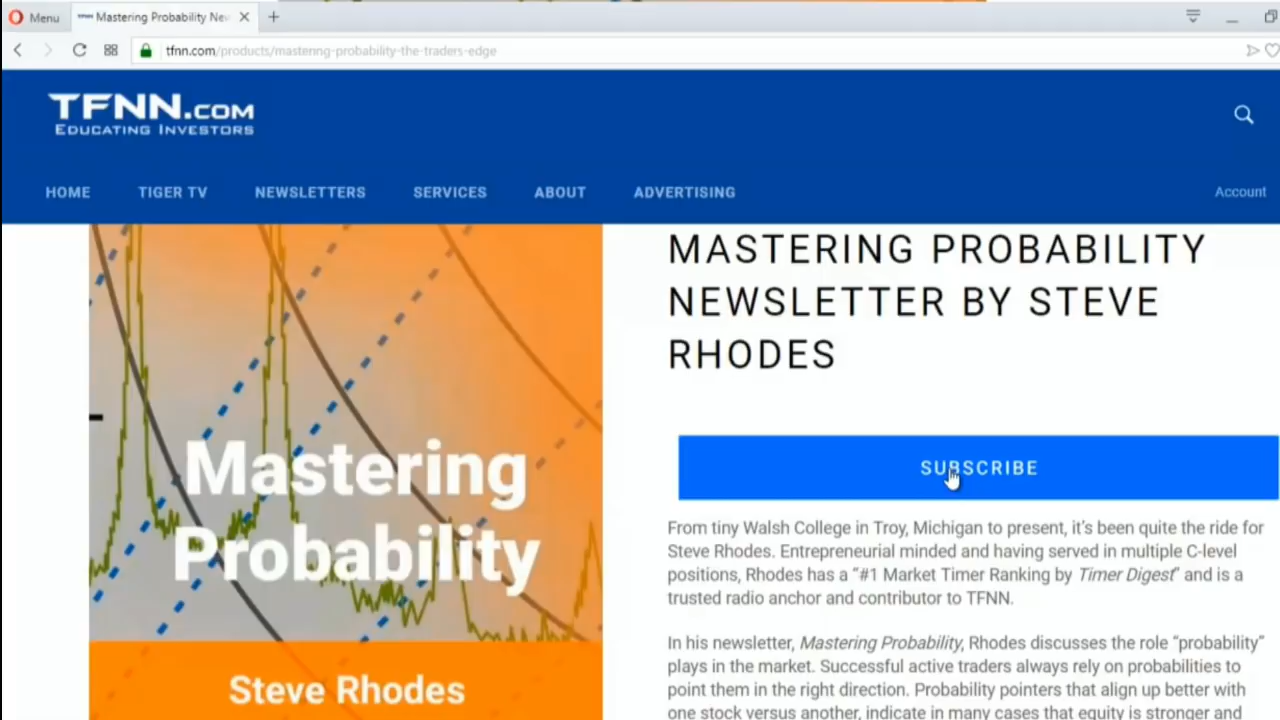 Menu
Mastering Probability New
tfnn.com/products/mastering-probability-the-traders-edge
TFNN.COM
EDUCATING INVESTORS
HOME TIGER TV NEWSLETTERS SERVICES ABOUT ADVERTISING Account
MASTERING PROBABILITY
NEWSLETTER BY STEVE
RHODES
Mastering
Probability
Steve Rhodes
SUBSCRIBE
From tiny Walsh College in Troy, Michigan to present, it's been quite the ride for
Steve Rhodes. Entrepreneurial minded and having served in multiple C-level
positions, Rhodes has a “#1 Market Timer Ranking by Timer Digest” and is a
trusted radio anchor and contributor to TFNN.
In his newsletter, Mastering Probability, Rhodes discusses the role “probability”
plays in the market. Successful active traders always rely on probabilities to
point them in the right direction. Probability pointers that align up better with
one stock versus another, indicate in many cases that equity is stronger and